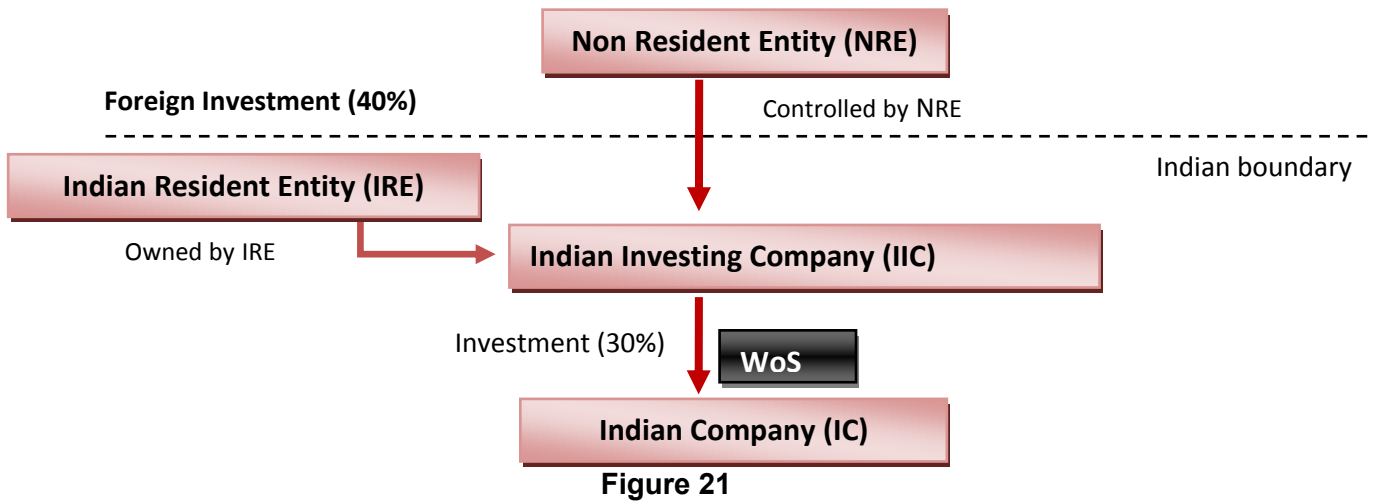 Non Resident Entity (NRE)
Foreign Investment (40%)
Controlled by NRE
Indian boundary
Indian Resident Entity (IRE)
Owned by IRE
Indian Investing Company (IIC)
Investment (30%)
WoS
Indian Company (IC)
Figure 21